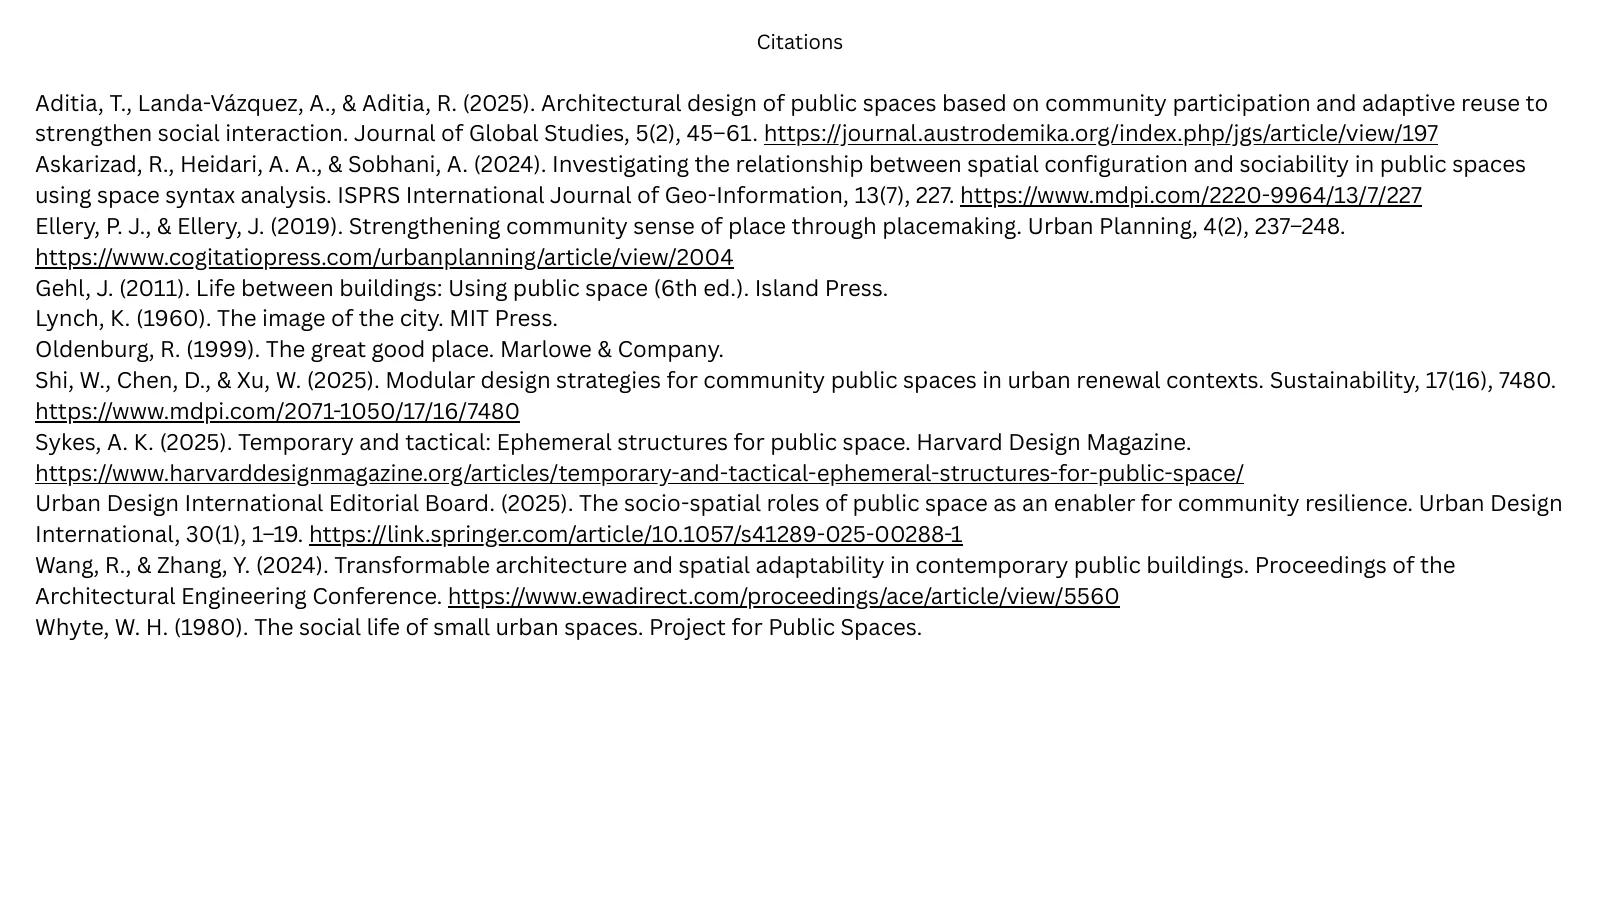 Citations
Aditia, T., Landa-Vázquez, A., & Aditia, R. (2025). Architectural design of public spaces based on community participation and adaptive reuse to
strengthen social interaction. Journal of Global Studies, 5(2), 45–61. https://journal.austrodemika.org/index.php/jgs/article/view/197
Askarizad, R., Heidari, A. A., & Sobhani, A. (2024). Investigating the relationship between spatial configuration and sociability in public spaces
using space syntax analysis. ISPRS International Journal of Geo-Information, 13(7), 227. https://www.mdpi.com/2220-9964/13/7/227
Ellery, P. J., & Ellery, J. (2019). Strengthening community sense of place through placemaking. Urban Planning, 4(2), 237–248.
https://www.cogitatiopress.com/urbanplanning/article/view/2004
Gehl, J. (2011). Life between buildings: Using public space (6th ed.). Island Press.
Lynch, K. (1960). The image of the city. MIT Press.
Oldenburg, R. (1999). The great good place. Marlowe & Company.
Shi, W., Chen, D., & Xu, W. (2025). Modular design strategies for community public spaces in urban renewal contexts. Sustainability, 17(16), 7480.
https://www.mdpi.com/2071-1050/17/16/7480
Sykes, A. K. (2025). Temporary and tactical: Ephemeral structures for public space. Harvard Design Magazine.
https://www.harvarddesignmagazine.org/articles/temporary-and-tactical-ephemeral-structures-for-public-space/
Urban Design International Editorial Board. (2025). The socio-spatial roles of public space as an enabler for community resilience. Urban Design
International, 30(1), 1–19. https://link.springer.com/article/10.1057/s41289-025-00288-1
Wang, R., & Zhang, Y. (2024). Transformable architecture and spatial adaptability in contemporary public buildings. Proceedings of the
Architectural Engineering Conference. https://www.ewadirect.com/proceedings/ace/article/view/5560
Whyte, W. H. (1980). The social life of small urban spaces. Project for Public Spaces.